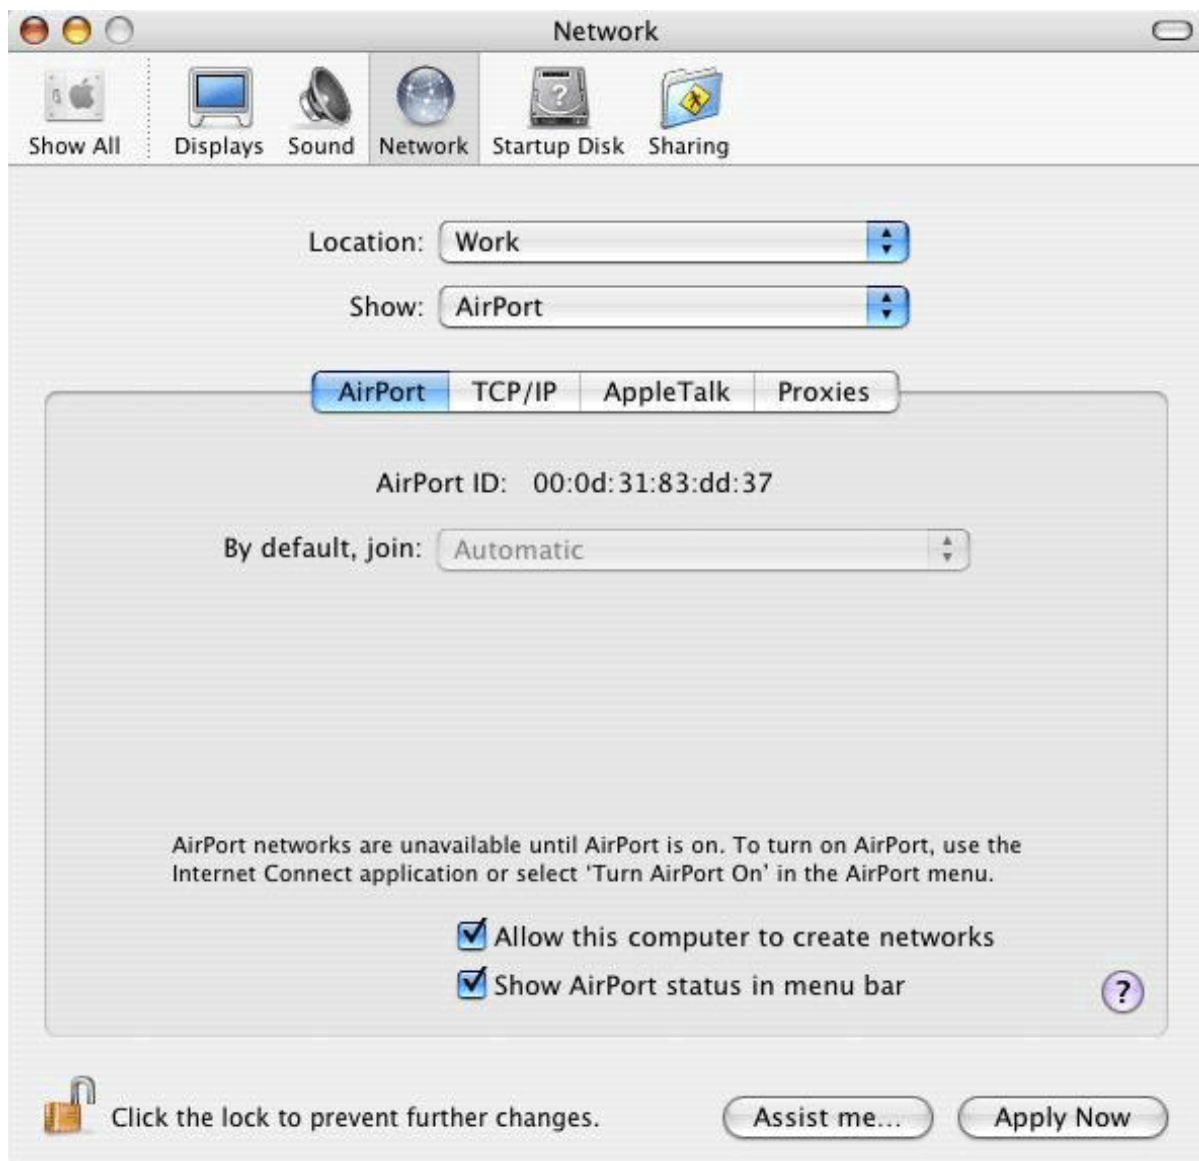 Network
Show All Displays Sound Network Startup Disk Sharing
Location: Work
Show: AirPort
AirPort TCP/IP AppleTalk Proxies
AirPort ID: 00:0d:31:83:dd:37
By default, join: Automatic
AirPort networks are unavailable until AirPort is on. To turn on AirPort, use the
Internet Connect application or select ‘Turn AirPort On’ in the AirPort menu.
Allow this computer to create networks
Show AirPort status in menu bar
?
Click the lock to prevent further changes. Assist me... Apply Now